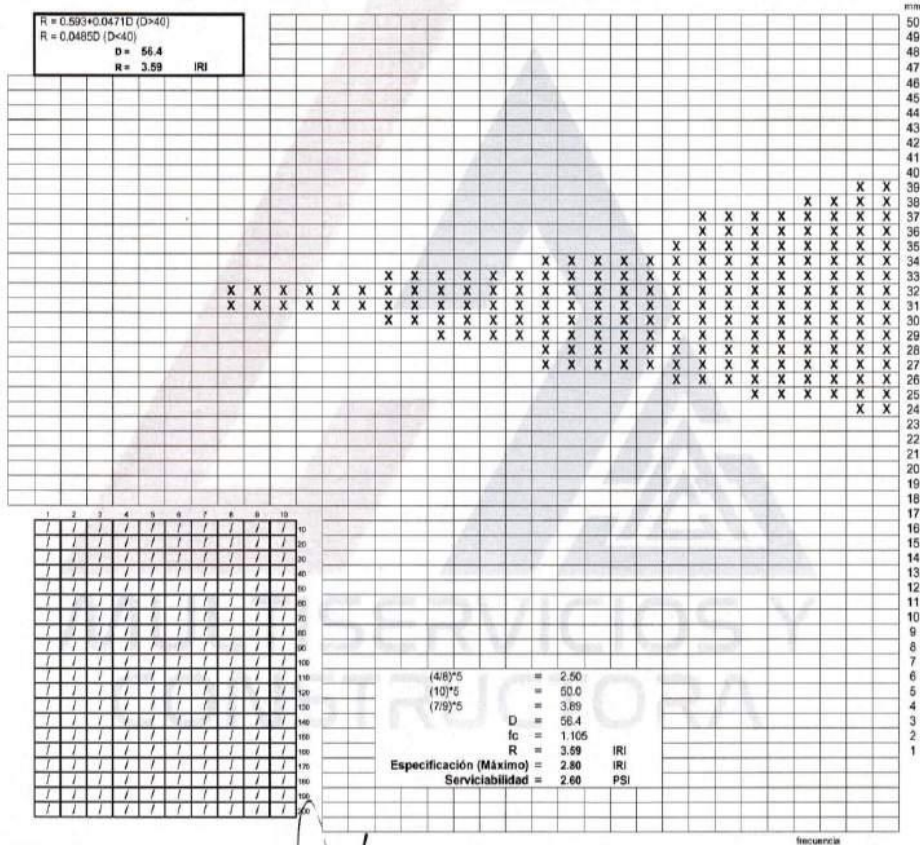 mm
R = 0.593+0.0471D (D>40)
R = 0.0485D (D<40)
D = 56.4
R = 3.59 IRI
50
49
48
47
46
45
44
43
42
41
40
X X 39
X X X X 38
X X X X X X X X 37
X X X X X X X X 36
X X X X X X X X X 35
X X X X X X X X X X X X X X 34
X X X X X X X X X X X X X X X X X X X X 33
X X X X X X X X X X X X X X X X X X X X X X X X X X 32
X X X X X X X X X X X X X X X X X X X X X X X X X X 31
X X X X X X X X X X X X X X X X X X X X 30
X X X X X X X X X X X X X X X X X X 29
X X X X X X X X X X X X X X 28
X X X X X X X X X X X X X X 27
X X X X X X X X X 26
X X X X X X 25
X X 24
23
22
21
20
19
18
17
16
15
14
13
12
11
10
9
8
7
6
5
4
3
2
1
1 2 3 4 5 6 7 8 9 10
/ / / / / / / / / / 10
/ / / / / / / / / / 20
/ / / / / / / / / / 30
/ / / / / / / / / / 40
/ / / / / / / / / / 50
/ / / / / / / / / / 60
/ / / / / / / / / / 70
/ / / / / / / / / / 80
/ / / / / / / / / / 90
/ / / / / / / / / / 100
/ / / / / / / / / / 110
/ / / / / / / / / / 120
/ / / / / / / / / / 130
/ / / / / / / / / / 140
/ / / / / / / / / / 150
/ / / / / / / / / / 160
/ / / / / / / / / / 170
/ / / / / / / / / / 180
/ / / / / / / / / / 190
/ / / / / / / / / / 200
SERVICIOS Y
CONSTRUCTORA
(4/8)*5 = 2.50
(10)*5 = 50.0
(7/9)*5 = 3.89
D = 56.4
fc = 1.105
R = 3.59 IRI
Especificación (Máximo) = 2.80 IRI
Serviciabilidad = 2.60 PSI
frecuencia